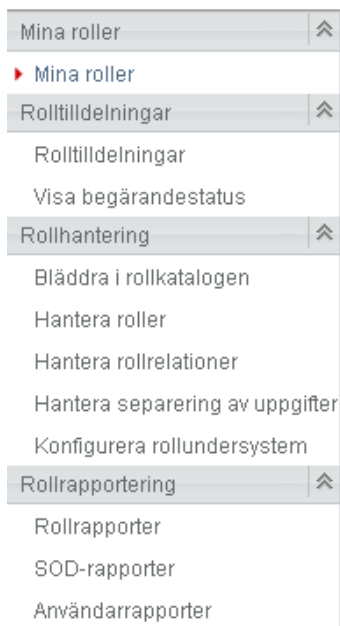 Mina roller
Mina roller
Rolltilldelningar
Rolltilldelningar
Visa begärandestatus
Rollhantering
Bläddra i rollkatalogen
Hantera roller
Hantera rollrelationer
Hantera separering av uppgifter
Konfigurera rollundersystem
Rollrapportering
Rollrapporter
SOD-rapporter
Användarrapporter